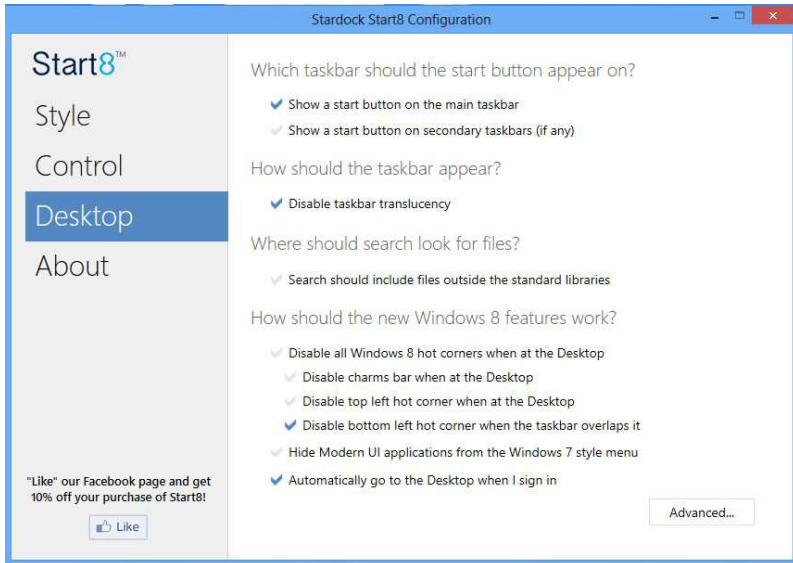 Stardock Start8 Configuration
Start8™
Style
Control
Desktop
About
"Like" our Facebook page and get
10% off your purchase of Start8!
Like
Which taskbar should the start button appear on?
Show a start button on the main taskbar
Show a start button on secondary taskbars (if any)
How should the taskbar appear?
Disable taskbar translucency
Where should search look for files?
Search should include files outside the standard libraries
How should the new Windows 8 features work?
Disable all Windows 8 hot corners when at the Desktop
Disable charms bar when at the Desktop
Disable top left hot corner when at the Desktop
Disable bottom left hot corner when the taskbar overlaps it
Hide Modern UI applications from the Windows 7 style menu
Automatically go to the Desktop when I sign in
Advanced...